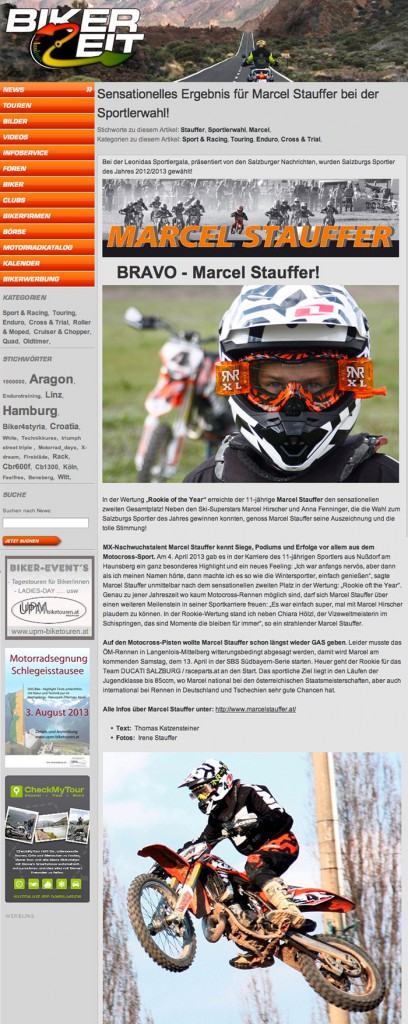 BIKER
ZEIT
NEWS »
TOUREN
BILDER
VIDEOS
INFOSERVICE
FOREN
BIKER
CLUBS
BIKERFIRMEN
BÖRSE
MOTORRADKATALOG
KALENDER
BIKERWERBUNG
KATEGORIEN
Sport & Racing, Touring,
Enduro, Cross & Trial, Roller
& Moped, Cruiser & Chopper,
Quad, Oldtimer,
STICHWÖRTER
Aragon,
Endurotraining, Linz,
Hamburg,
Biker4styria, Croatia,
White, Technikkurse, triumph
street triple, Motorrad_days, X-
dream, Fireblade, Rack,
Cbr600f, Cb1300, Köln,
Feelfree, Beneberg, Witt,
SUCHE
Suchen nach News:
JETZT SUCHEN
BIKER+EVENT'S
- Tagestouren für BikerInnen
- LADIES-DAY .... usw
UPM
Biketouren.at
www.upm-biketouren.at
Motorradsegnung
Schlegeisstausee
3. August 2013
CheckMyTour
WERBUNG
Sensationelles Ergebnis für Marcel Stauffer bei der
Sportlerwahl!
Stichworte zu diesem Artikel: Stauffer, Sportlerwahl, Marcel,
Kategorien zu diesem Artikel: Sport & Racing, Touring, Enduro, Cross & Trial,
Bei der Leonidas Sportlergala, präsentiert von den Salzburger Nachrichten, wurden Salzburgs Sportler
des Jahres 2012/2013 gewählt!
MARCEL STAUFFER
BRAVO - Marcel Stauffer!
4
RNR
XL
RNR
XL
In der Wertung „Rookie of the Year" erreichte der 11-jährige Marcel Stauffer den sensationellen
zweiten Gesamtplatz! Neben den Ski-Superstars Marcel Hirscher und Anna Fenninger, die die Wahl zum
Salzburg Sportler des Jahres gewinnen konnten, genoss Marcel Stauffer seine Auszeichnung und die
tolle Stimmung!
MX-Nachwuchstalent Marcel Stauffer kennt Siege, Podiums und Erfolge vor allem aus dem
Motocross-Sport. Am 4. April 2013 gab es in der Karriere des 11-jährigen Sportlers aus Nußdorf am
Haunsberg ein ganz besonderes Highlight und ein neues Feeling: „Ich war anfangs nervös, aber dann
als ich meinen Namen hörte, dann machte ich es so wie die Wintersportler, einfach genießen", sagte
Marcel Stauffer unmittelbar nach dem sensationellen zweiten Platz in der Wertung: „Rookie off the Year".
Genau zu jener Jahreszeit wo kaum Motocross-Rennen möglich sind, darf sich Marcel Stauffer über
einen weiteren Meilenstein in seiner Sportkarriere freuen: „Es war einfach super, mal mit Marcel Hirscher
plaudern zu können. In der Rookie-Wertung stand ich neben Chiara Hölzl, der Vizeweltmeisterin im
Schispringen, das sind Momente die bleiben für immer", so ein strahlender Marcel Stauffer.
Auf den Motocross-Pisten wollte Marcel Stauffer schon längst wieder GAS geben. Leider musste das
ÖM-Rennen in Langenlois-Mittelberg witterungsbedingt abgesagt werden, damit wird Marcel am
kommenden Samstag, dem 13. April in der SBS Südbayern-Serie starten. Heuer geht der Rookie für das
Team DUCATI SALZBURG / raceparts.at an den Start. Das sportliche Ziel liegt in den Läufen der
Jugendklasse bis 85ccm, wo Marcel national bei den österreichischen Staatsmeisterschaften, aber auch
international bei Rennen in Deutschland und Tschechien sehr gute Chancen hat.
Alle Infos über Marcel Stauffer unter: http://www.marcelstauffer.at/
• Text: Thomas Katzensteiner
• Fotos: Irene Stauffer